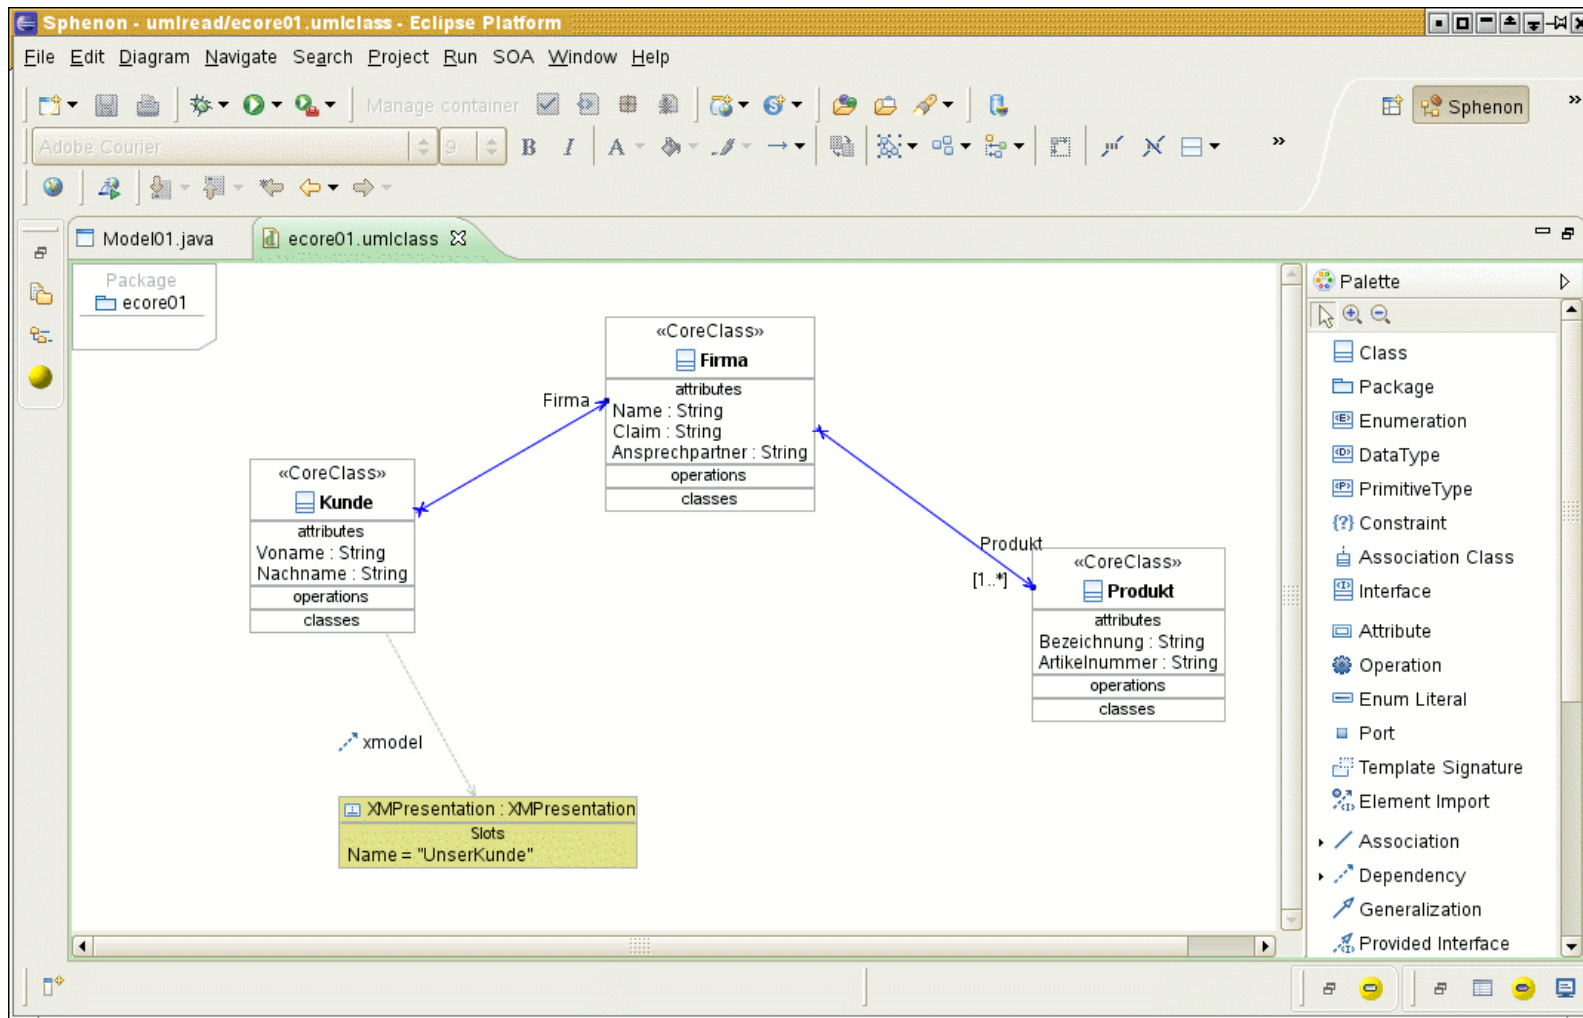 Sphenon - umlread/ecore01.umlclass - Eclipse Platform
File Edit Diagram Navigate Search Project Run SOA Window Help
Manage container
Sphenon
»
Adobe Courier 9 B I A
»
Model01.java
ecore01.umlclass
Package
ecore01
«CoreClass»
Firma
attributes
Name : String
Claim : String
Ansprechpartner : String
operations
classes
Firma
«CoreClass»
Kunde
attributes
Voname : String
Nachname : String
operations
classes
Produkt
[1..*]
«CoreClass»
Produkt
attributes
Bezeichnung : String
Artikelnummer : String
operations
classes
xmodel
XMPresentation : XMPresentation
Slots
Name = "UnserKunde"
Palette
Class
Package
Enumeration
DataType
PrimitiveType
Constraint
Association Class
Interface
Attribute
Operation
Enum Literal
Port
Template Signature
Element Import
Association
Dependency
Generalization
Provided Interface